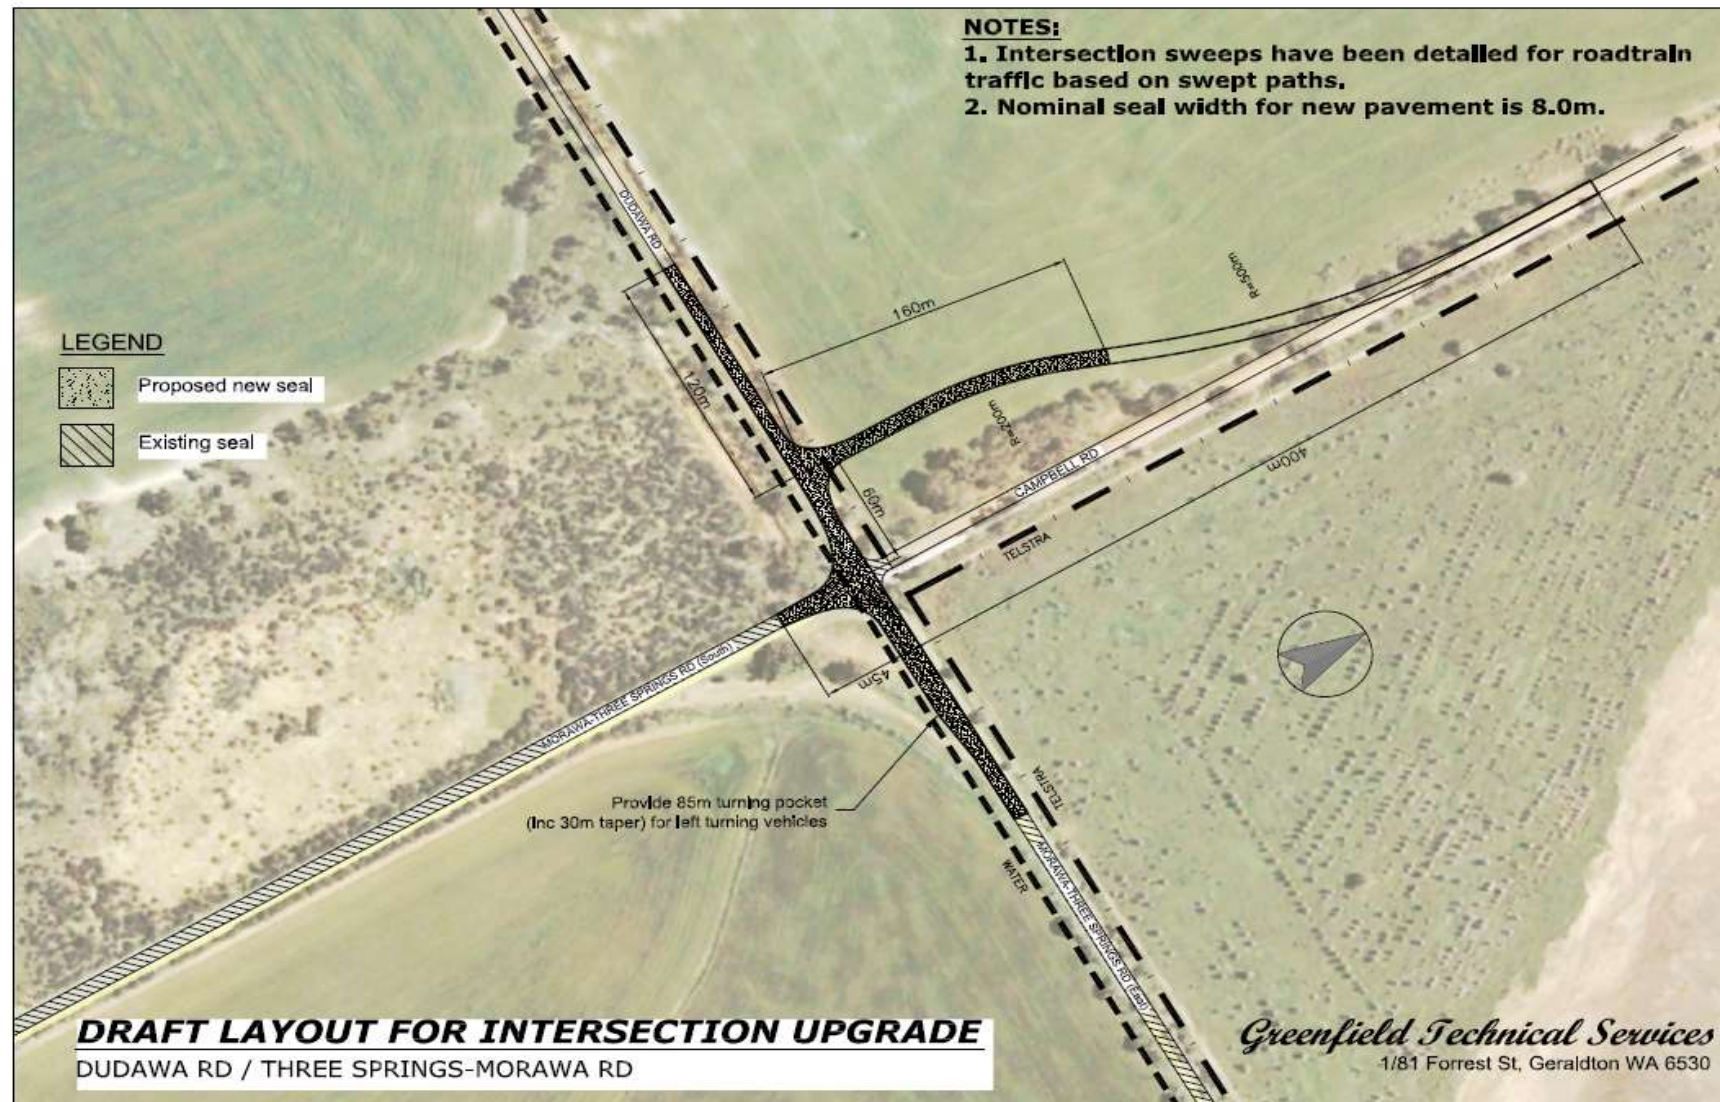 NOTES:
1. Intersection sweeps have been detailed for roadtrain
traffic based on swept paths.
2. Nominal seal width for new pavement is 8.0m.
DUDAWA RD
160m
R=500m
LEGEND
Proposed new seal
Existing seal
120m
R=200m
60m
CAMPBELL RD
400m
TELSTRA
MORAWA-THREE SPRINGS RD (South)
45m
Provide 85m turning pocket
(inc 30m taper) for left turning vehicles
TELSTRA
WATER
MORAWA-THREE SPRINGS RD (East)
DRAFT LAYOUT FOR INTERSECTION UPGRADE
DUDAWA RD / THREE SPRINGS-MORAWA RD
Greenfield Technical Services
1/81 Forrest St, Geraldton WA 6530